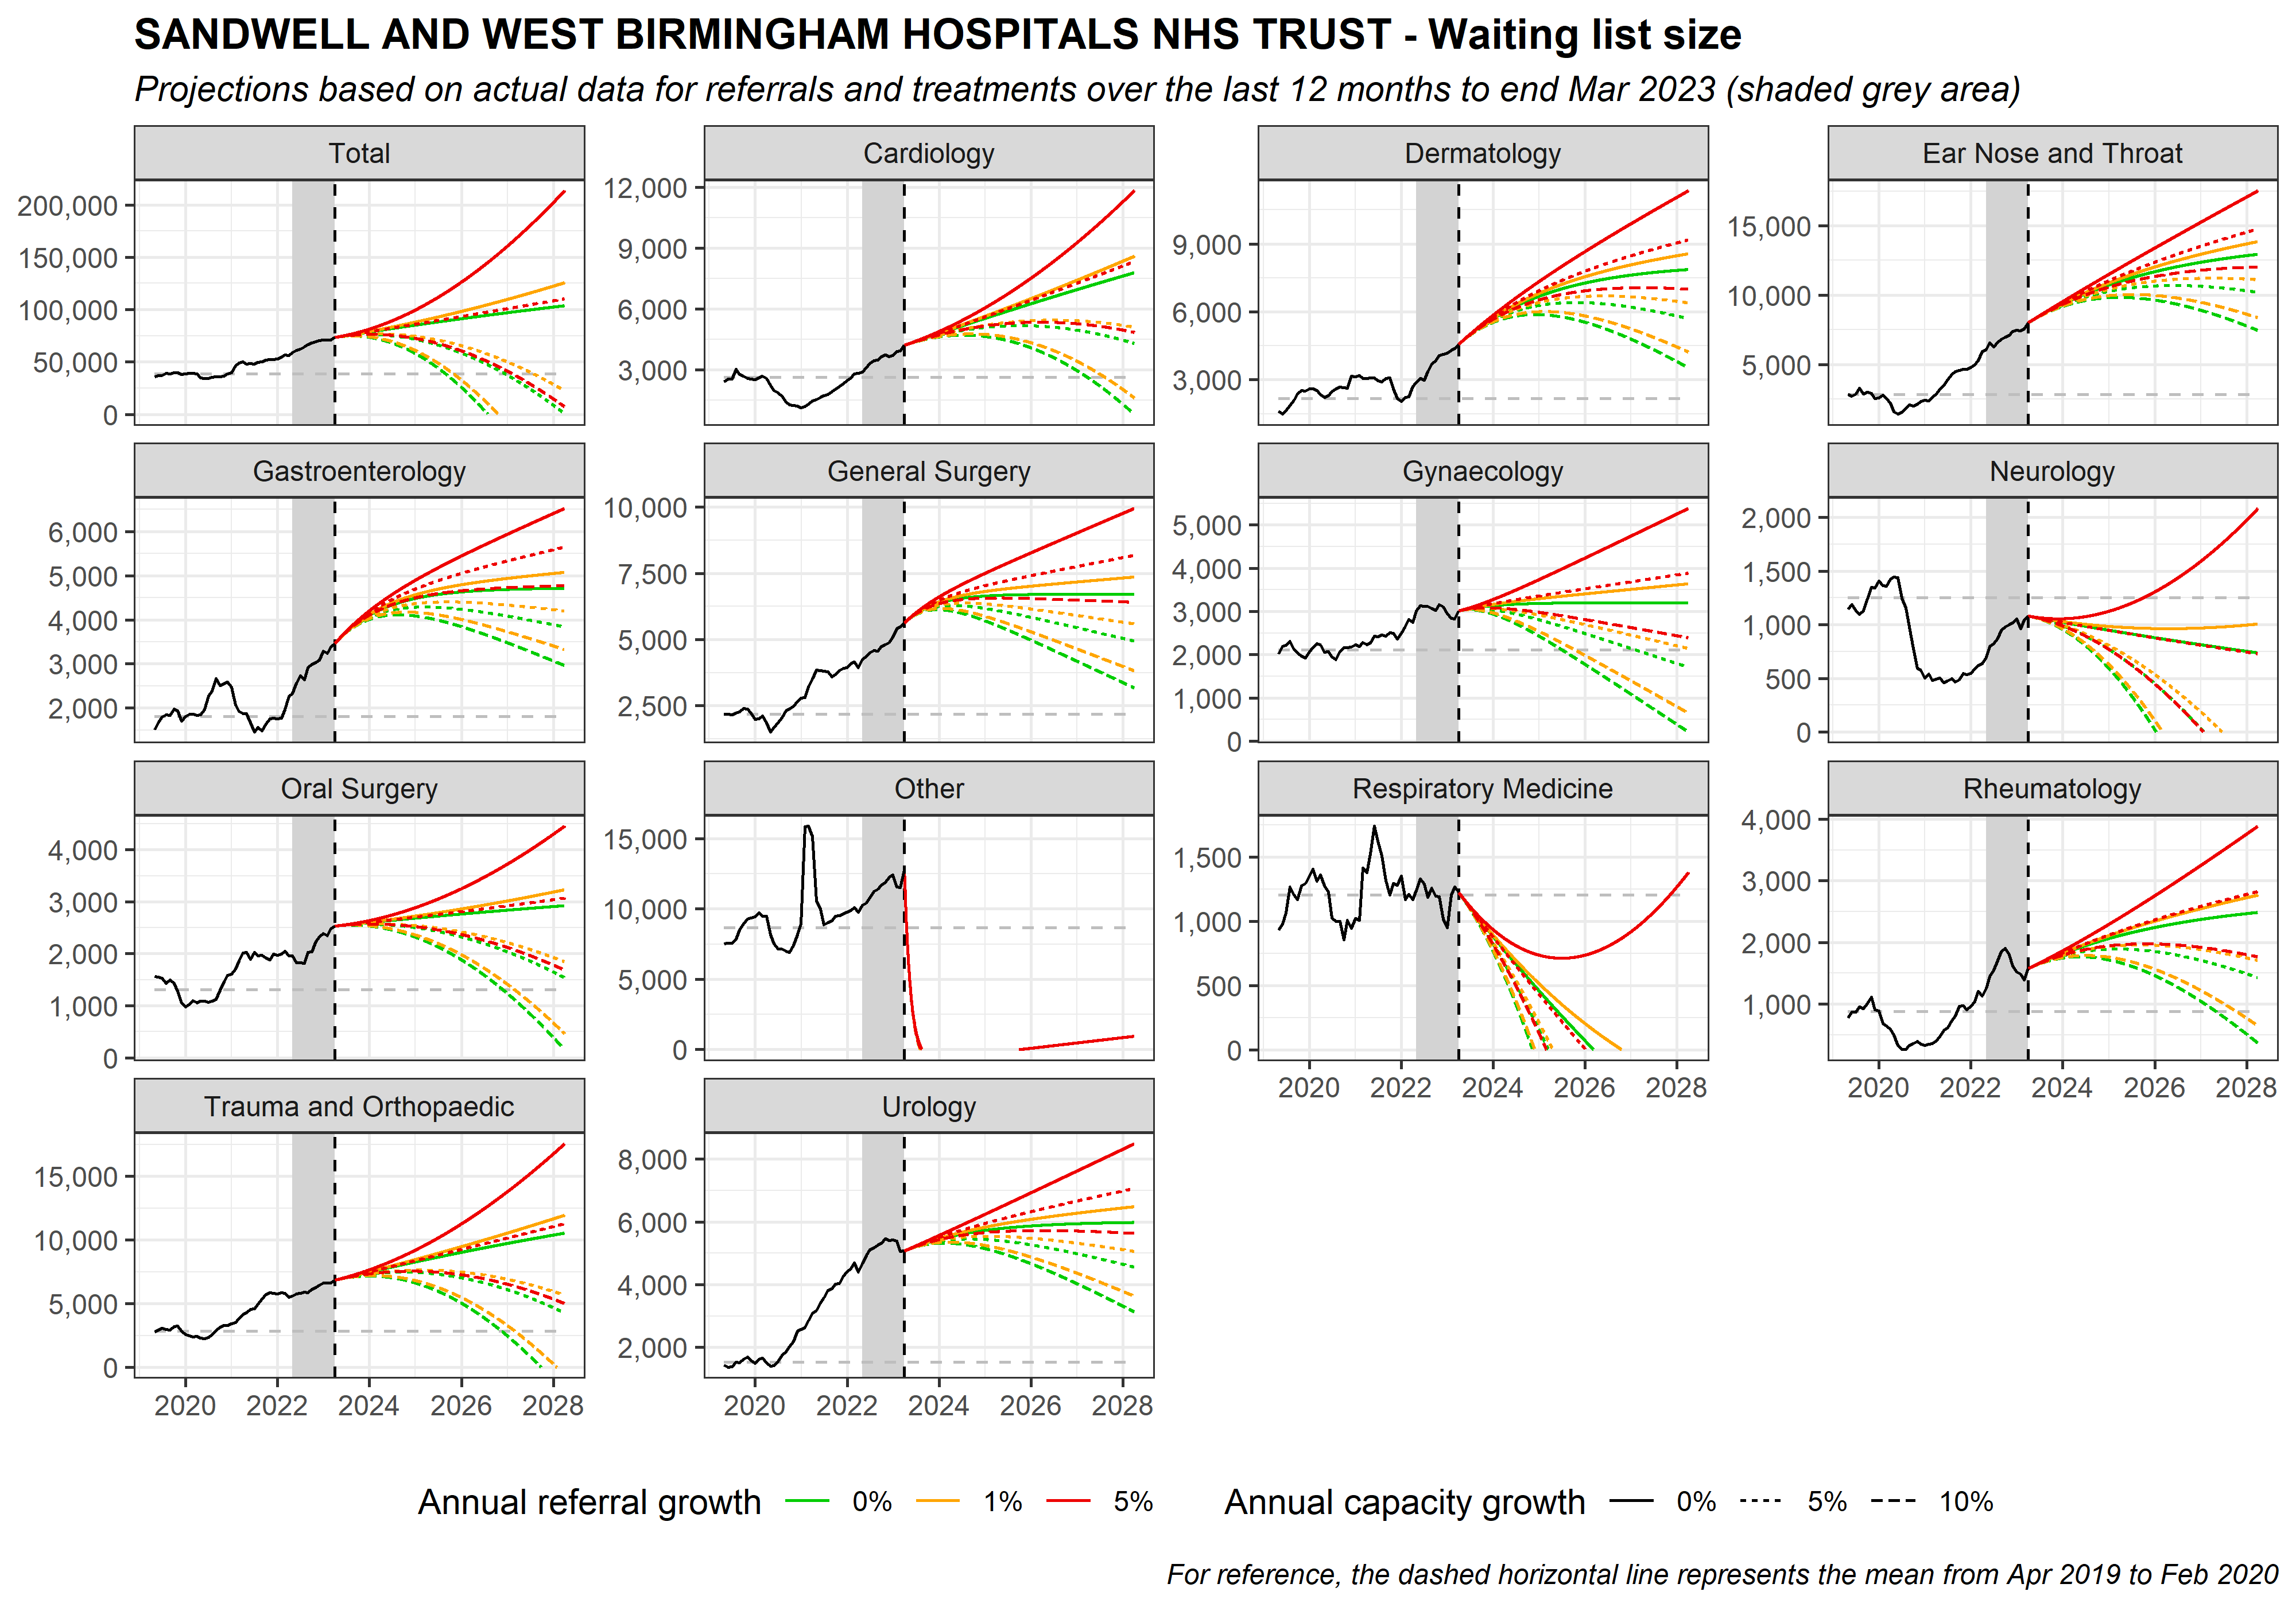 SANDWELL AND WEST BIRMINGHAM HOSPITALS NHS TRUST - Waiting list size
Projections based on actual data for referrals and treatments over the last 12 months to end Mar 2023 (shaded grey area)
Total
200,000
150,000
100,000
50,000
0
Cardiology
12,000
9,000
6,000
3,000
Dermatology
9,000
6,000
3,000
Ear Nose and Throat
15,000
10,000
5,000
Gastroenterology
6,000
5,000
4,000
3,000
2,000
General Surgery
10,000
7,500
5,000
2,500
Gynaecology
5,000
4,000
3,000
2,000
1,000
0
Neurology
2,000
1,500
1,000
500
0
Oral Surgery
4,000
3,000
2,000
1,000
0
Other
15,000
10,000
5,000
0
Respiratory Medicine
1,500
1,000
500
0
2020 2022 2024 2026 2028
Rheumatology
4,000
3,000
2,000
1,000
2020 2022 2024 2026 2028
Trauma and Orthopaedic
15,000
10,000
5,000
0
2020 2022 2024 2026 2028
Urology
8,000
6,000
4,000
2,000
2020 2022 2024 2026 2028
Annual referral growth 0% 1% 5% Annual capacity growth 0% 5% 10%
For reference, the dashed horizontal line represents the mean from Apr 2019 to Feb 2020